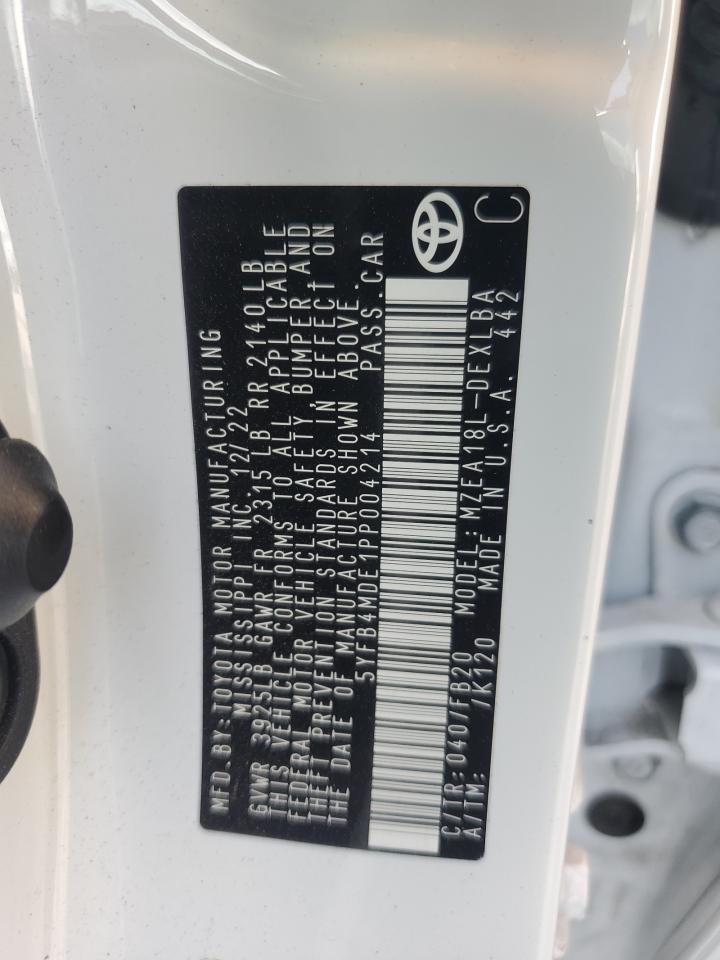 MFD.BY:TOYOTA MOTOR MANUFACTURING
MISSISSIPPI INC. 12/22
GVWR 3925LB GAWR FR 2315 LB RR 2140LB
THIS VEHICLE CONFORMS TO ALL APPLICABLE
FEDERAL MOTOR VEHICLE SAFETY, BUMPER, AND
THEFT PREVENTION STANDARDS IN EFFECT ON
THE DATE OF MANUFACTURE SHOWN ABOVE.
5YFB4MDE1PP004214 PASS.CAR
C/TR:040/FB20 MODEL:MZEA18L-DEXLBA
A/TM: /K120 MADE IN U.S.A. 442
C